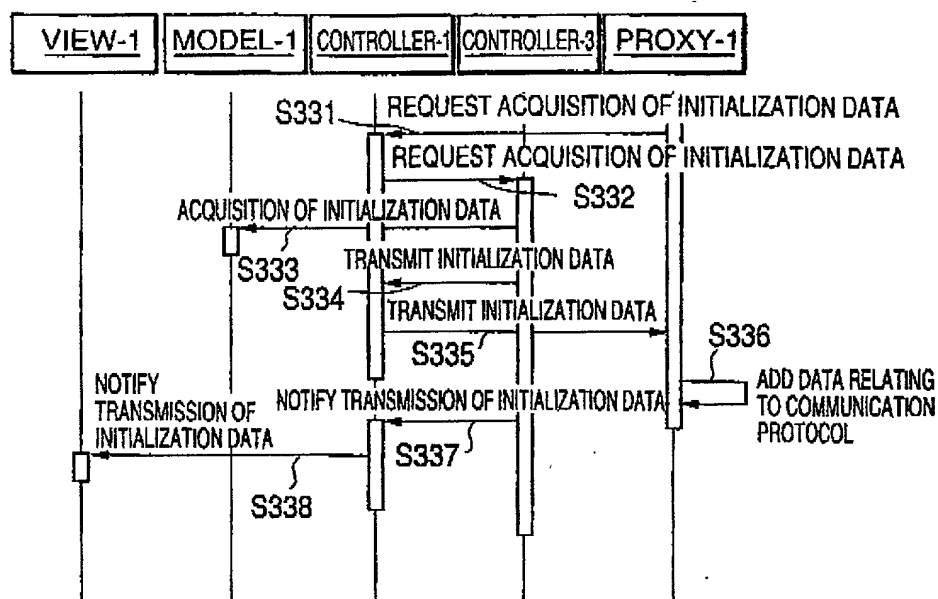 VIEW-1 MODEL-1 CONTROLLER-1 CONTROLLER-3 PROXY-1
S331 REQUEST ACQUISITION OF INITIALIZATION DATA
REQUEST ACQUISITION OF INITIALIZATION DATA
S332
ACQUISITION OF INITIALIZATION DATA
S333
TRANSMIT INITIALIZATION DATA
S334
TRANSMIT INITIALIZATION DATA
S335
S336
ADD DATA RELATING
TO COMMUNICATION
PROTOCOL
NOTIFY TRANSMISSION OF INITIALIZATION DATA
S337
NOTIFY
TRANSMISSION OF
INITIALIZATION DATA
S338